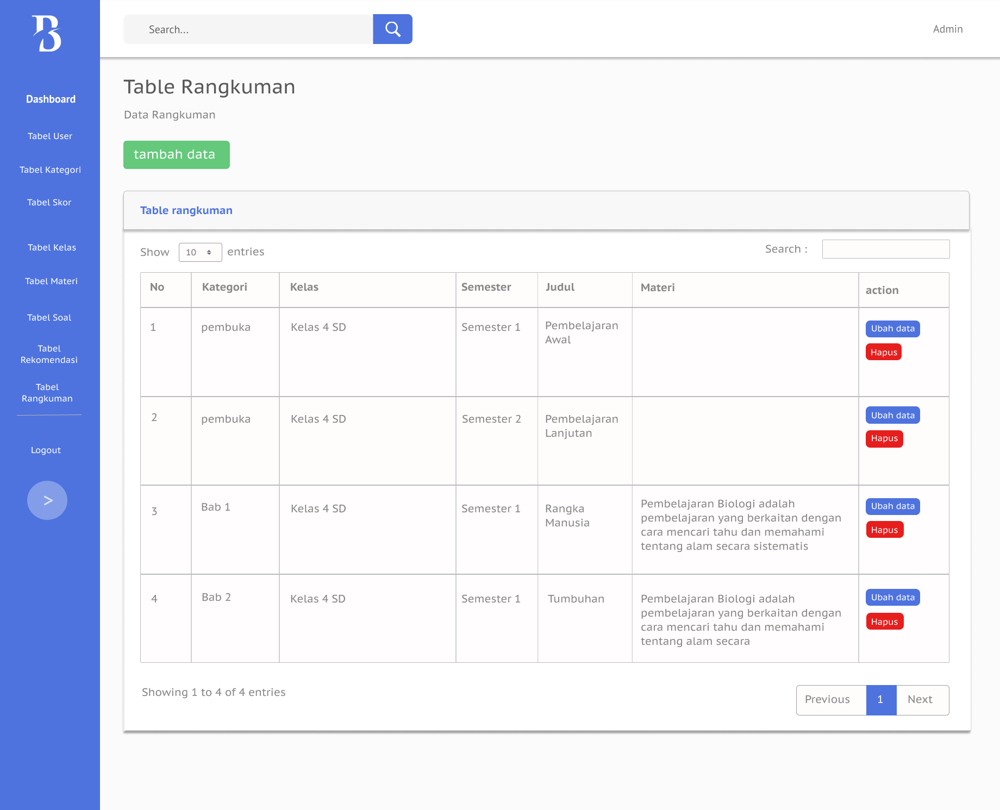 B
Search...
Admin
Dashboard
Tabel User
Tabel Kategori
Tabel Skor
Tabel Kelas
Tabel Materi
Tabel Soal
Tabel
Rekomendasi
Tabel
Rangkuman
Logout
>
Table Rangkuman
Data Rangkuman
tambah data
Table rangkuman
Show 10 entries
Search :
No Kategori Kelas Semester Judul Materi action
1 pembuka Kelas 4 SD Semester 1 Pembelajaran
Awal
Ubah data
Hapus
2 pembuka Kelas 4 SD Semester 2 Pembelajaran
Lanjutan
Ubah data
Hapus
3 Bab 1 Kelas 4 SD Semester 1 Rangka
Manusia
Pembelajaran Biologi adalah
pembelajaran yang berkaitan dengan
cara mencari tahu dan memahami
tentang alam secara sistematis
Ubah data
Hapus
4 Bab 2 Kelas 4 SD Semester 1 Tumbuhan
Pembelajaran Biologi adalah
pembelajaran yang berkaitan dengan
cara mencari tahu dan memahami
tentang alam secara
Ubah data
Hapus
Showing 1 to 4 of 4 entries
Previous 1 Next